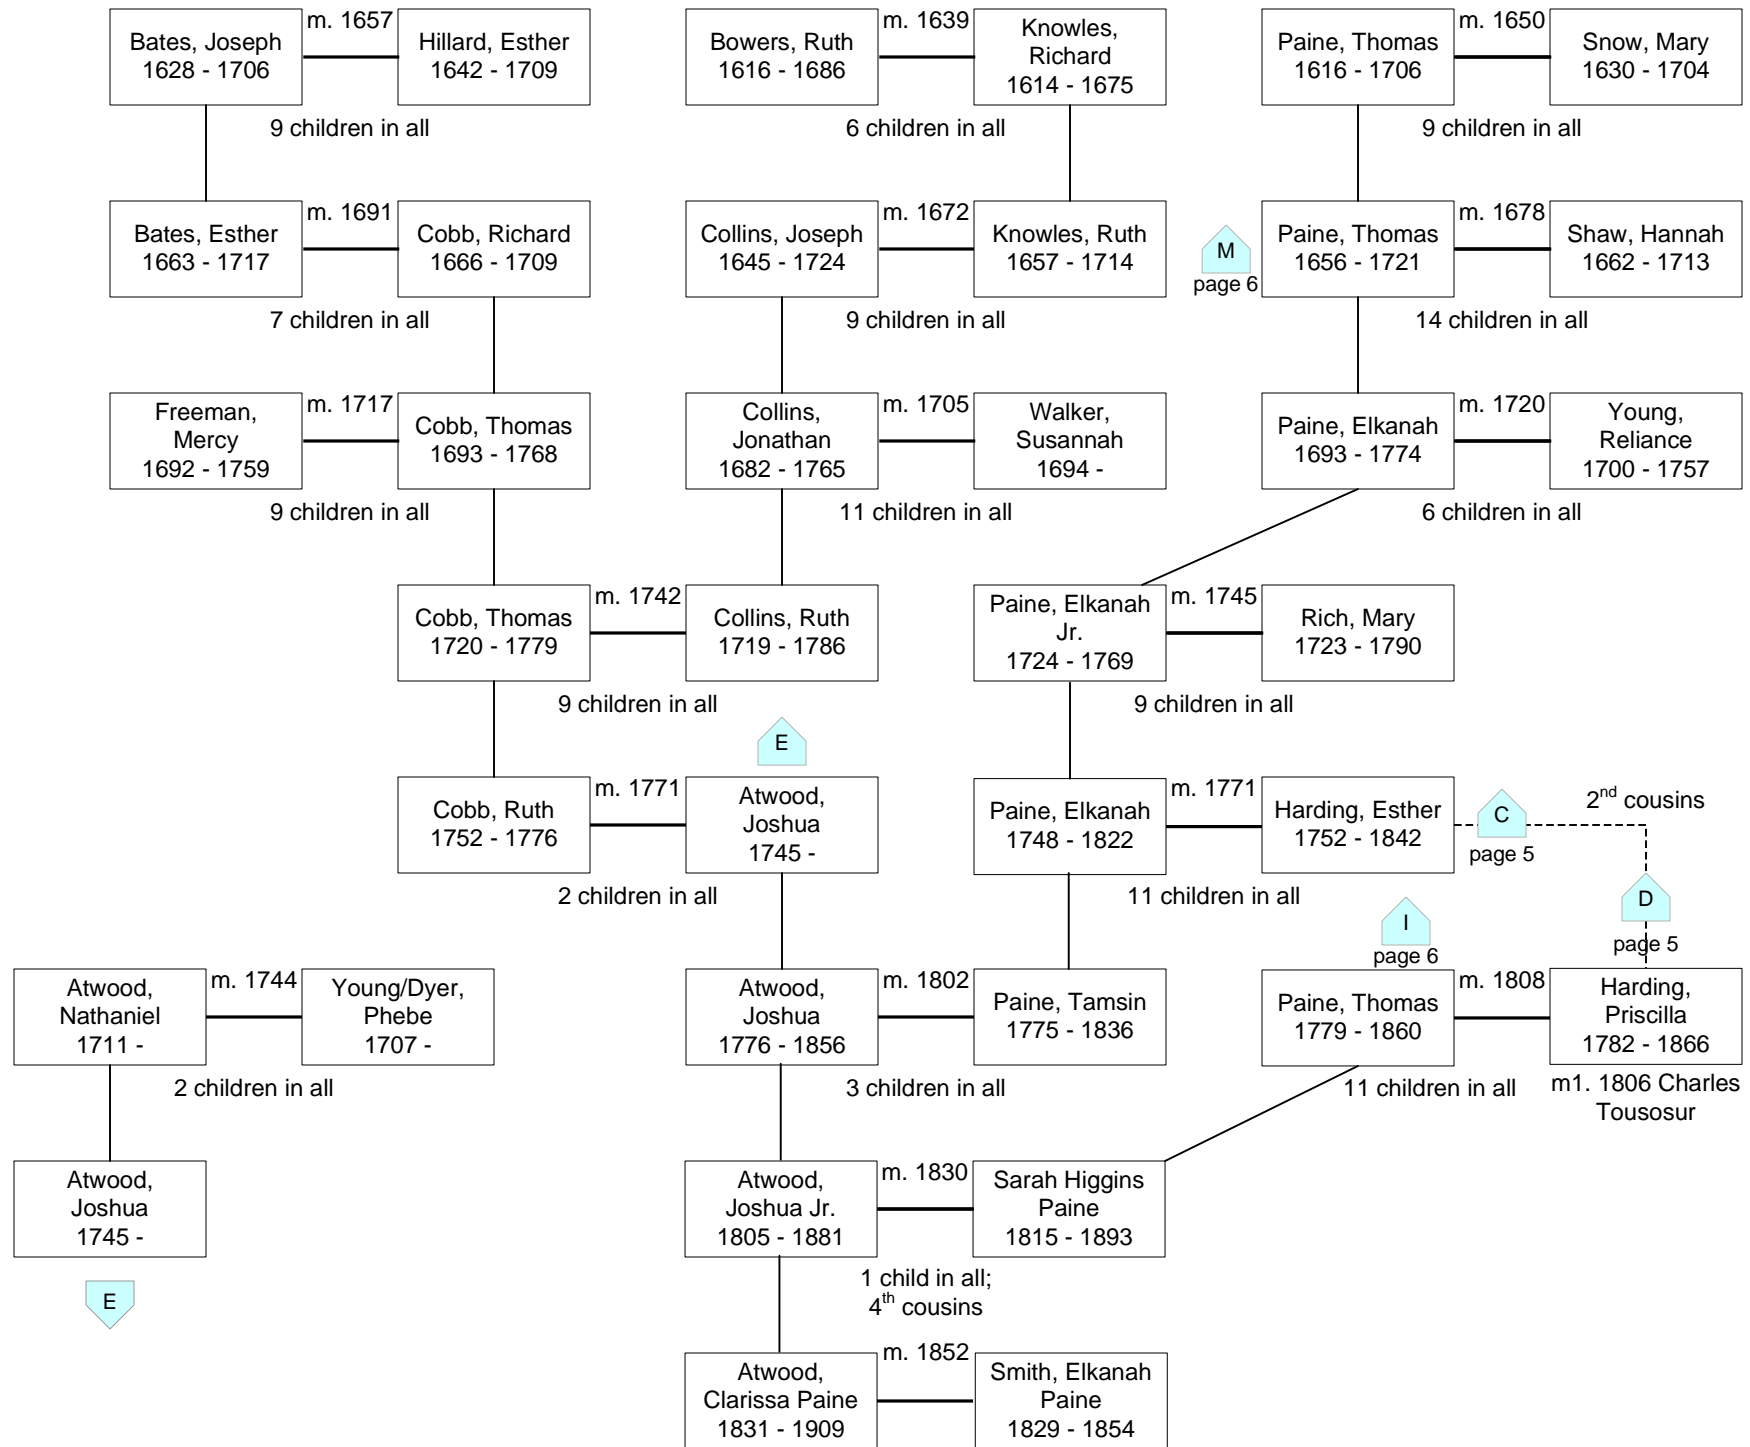 m. 1657
Bates, Joseph
1628 - 1706
Hillard, Esther
1642 - 1709
9 children in all
m. 1639
Bowers, Ruth
1616 - 1686
Knowles,
Richard
1614 - 1675
6 children in all
m. 1650
Paine, Thomas
1616 - 1706
Snow, Mary
1630 - 1704
9 children in all
m. 1691
Bates, Esther
1663 - 1717
Cobb, Richard
1666 - 1709
7 children in all
m. 1672
Collins, Joseph
1645 - 1724
Knowles, Ruth
1657 - 1714
9 children in all
M
page 6
m. 1678
Paine, Thomas
1656 - 1721
Shaw, Hannah
1662 - 1713
14 children in all
m. 1717
Freeman,
Mercy
1692 - 1759
Cobb, Thomas
1693 - 1768
9 children in all
m. 1705
Collins,
Jonathan
1682 - 1765
Walker,
Susannah
1694 -
11 children in all
m. 1720
Paine, Elkanah
1693 - 1774
Young,
Reliance
1700 - 1757
6 children in all
m. 1742
Cobb, Thomas
1720 - 1779
Collins, Ruth
1719 - 1786
9 children in all
m. 1745
Paine, Elkanah
Jr.
1724 - 1769
Rich, Mary
1723 - 1790
9 children in all
E
m. 1771
Cobb, Ruth
1752 - 1776
Atwood,
Joshua
1745 -
2 children in all
m. 1771
Paine, Elkanah
1748 - 1822
Harding, Esther
1752 - 1842
11 children in all
C
page 5
2nd cousins
D
page 5
I
page 6
m. 1744
Atwood,
Nathaniel
1711 -
Young/Dyer,
Phebe
1707 -
2 children in all
m. 1802
Atwood,
Joshua
1776 - 1856
Paine, Tamsin
1775 - 1836
3 children in all
m. 1808
Paine, Thomas
1779 - 1860
Harding,
Priscilla
1782 - 1866
11 children in all
m1. 1806 Charles
Tousosur
Atwood,
Joshua
1745 -
E
m. 1830
Atwood,
Joshua Jr.
1805 - 1881
Sarah Higgins
Paine
1815 - 1893
1 child in all;
4th cousins
m. 1852
Atwood,
Clarissa Paine
1831 - 1909
Smith, Elkanah
Paine
1829 - 1854